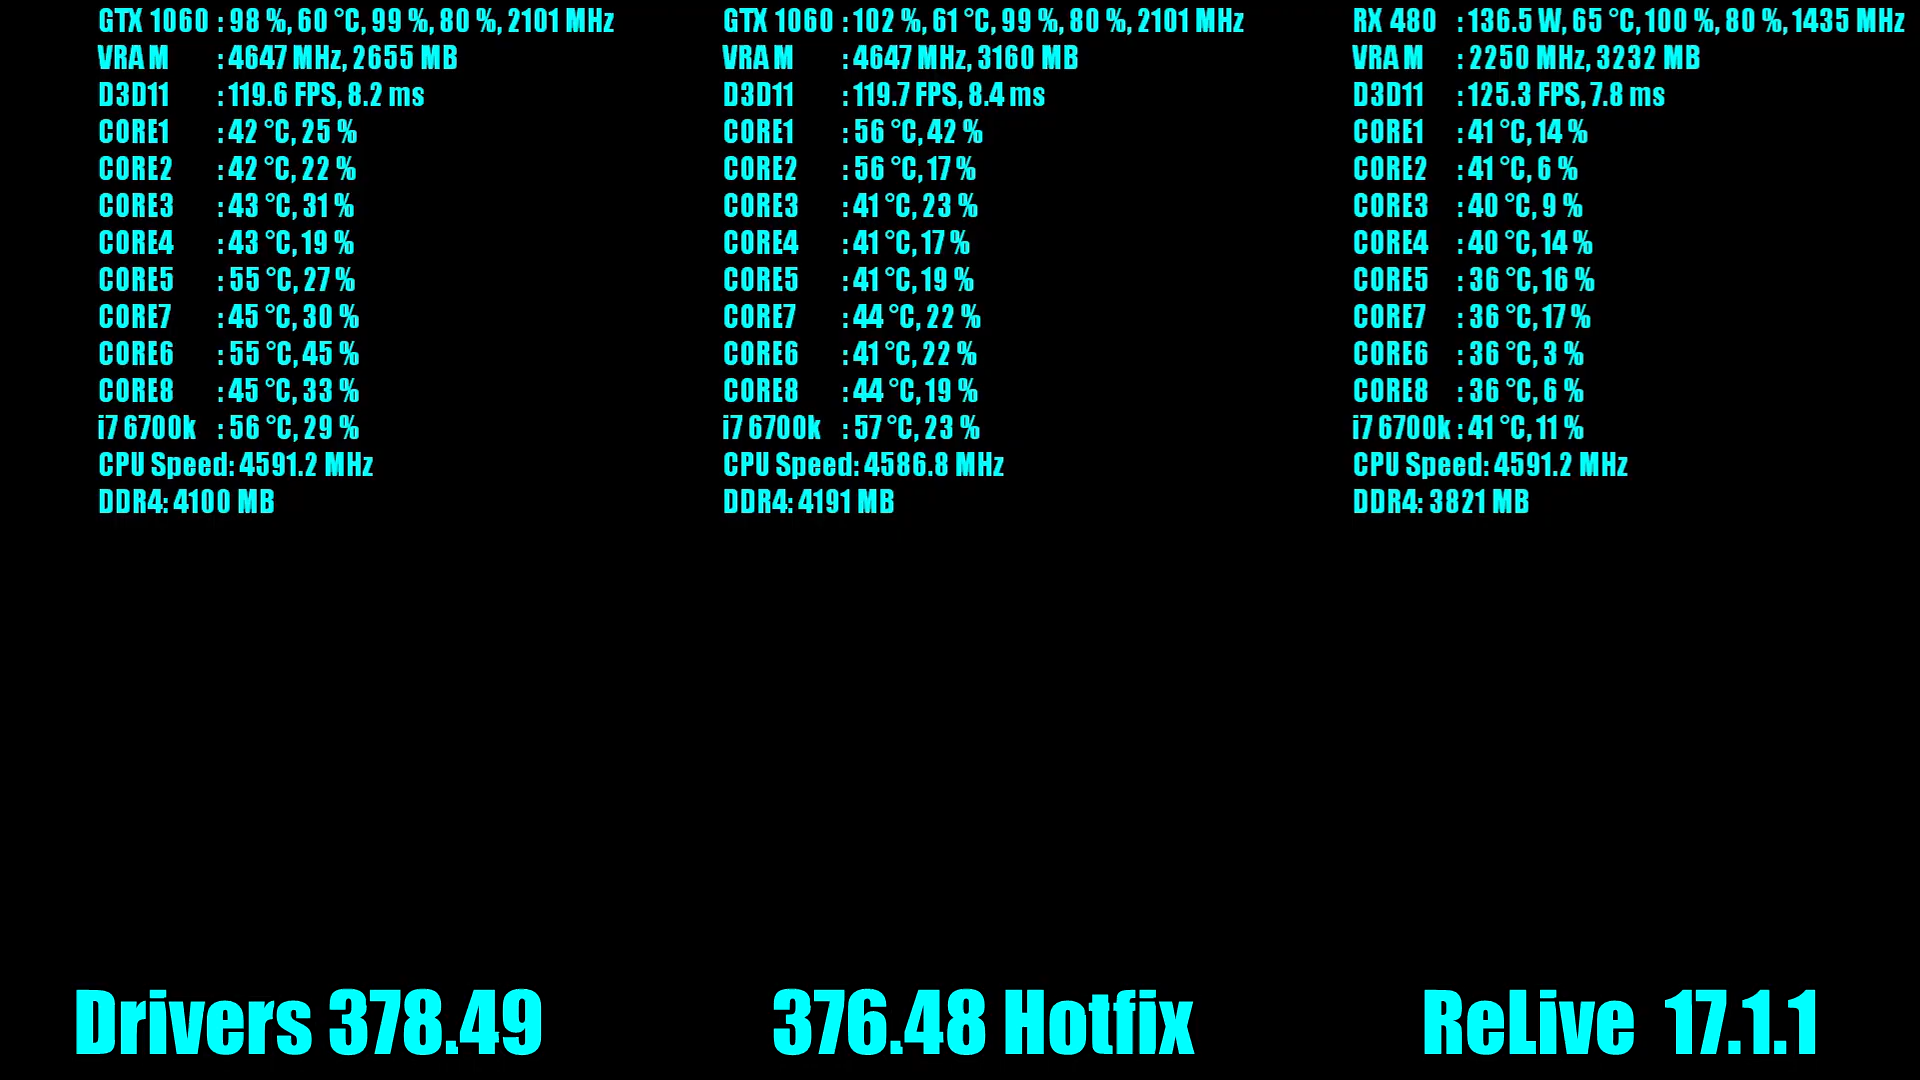 GTX 1060 : 98 %, 60 °C, 99 %, 80 %, 2101 MHz
VRAM : 4647 MHz, 2655 MB
D3D11 : 119.6 FPS, 8.2 ms
CORE1 : 42 °C, 25 %
CORE2 : 42 °C, 22 %
CORE3 : 43 °C, 31 %
CORE4 : 43 °C, 19 %
CORE5 : 55 °C, 27 %
CORE7 : 45 °C, 30 %
CORE6 : 55 °C, 45 %
CORE8 : 45 °C, 33 %
i7 6700k : 56 °C, 29 %
CPU Speed: 4591.2 MHz
DDR4: 4100 MB
Drivers 378.49
GTX 1060 : 102 %, 61 °C, 99 %, 80 %, 2101 MHz
VRAM : 4647 MHz, 3160 MB
D3D11 : 119.7 FPS, 8.4 ms
CORE1 : 56 °C, 42 %
CORE2 : 56 °C, 17 %
CORE3 : 41 °C, 23 %
CORE4 : 41 °C, 17 %
CORE5 : 41 °C, 19 %
CORE7 : 44 °C, 22 %
CORE6 : 41 °C, 22 %
CORE8 : 44 °C, 19 %
i7 6700k : 57 °C, 23 %
CPU Speed: 4586.8 MHz
DDR4: 4191 MB
376.48 Hotfix
RX 480 : 136.5 W, 65 °C, 100 %, 80 %, 1435 MHz
VRAM : 2250 MHz, 3232 MB
D3D11 : 125.3 FPS, 7.8 ms
CORE1 : 41 °C, 14 %
CORE2 : 41 °C, 6 %
CORE3 : 40 °C, 9 %
CORE4 : 40 °C, 14 %
CORE5 : 36 °C, 16 %
CORE7 : 36 °C, 17 %
CORE6 : 36 °C, 3 %
CORE8 : 36 °C, 6 %
i7 6700k : 41 °C, 11 %
CPU Speed: 4591.2 MHz
DDR4: 3821 MB
ReLive 17.1.1